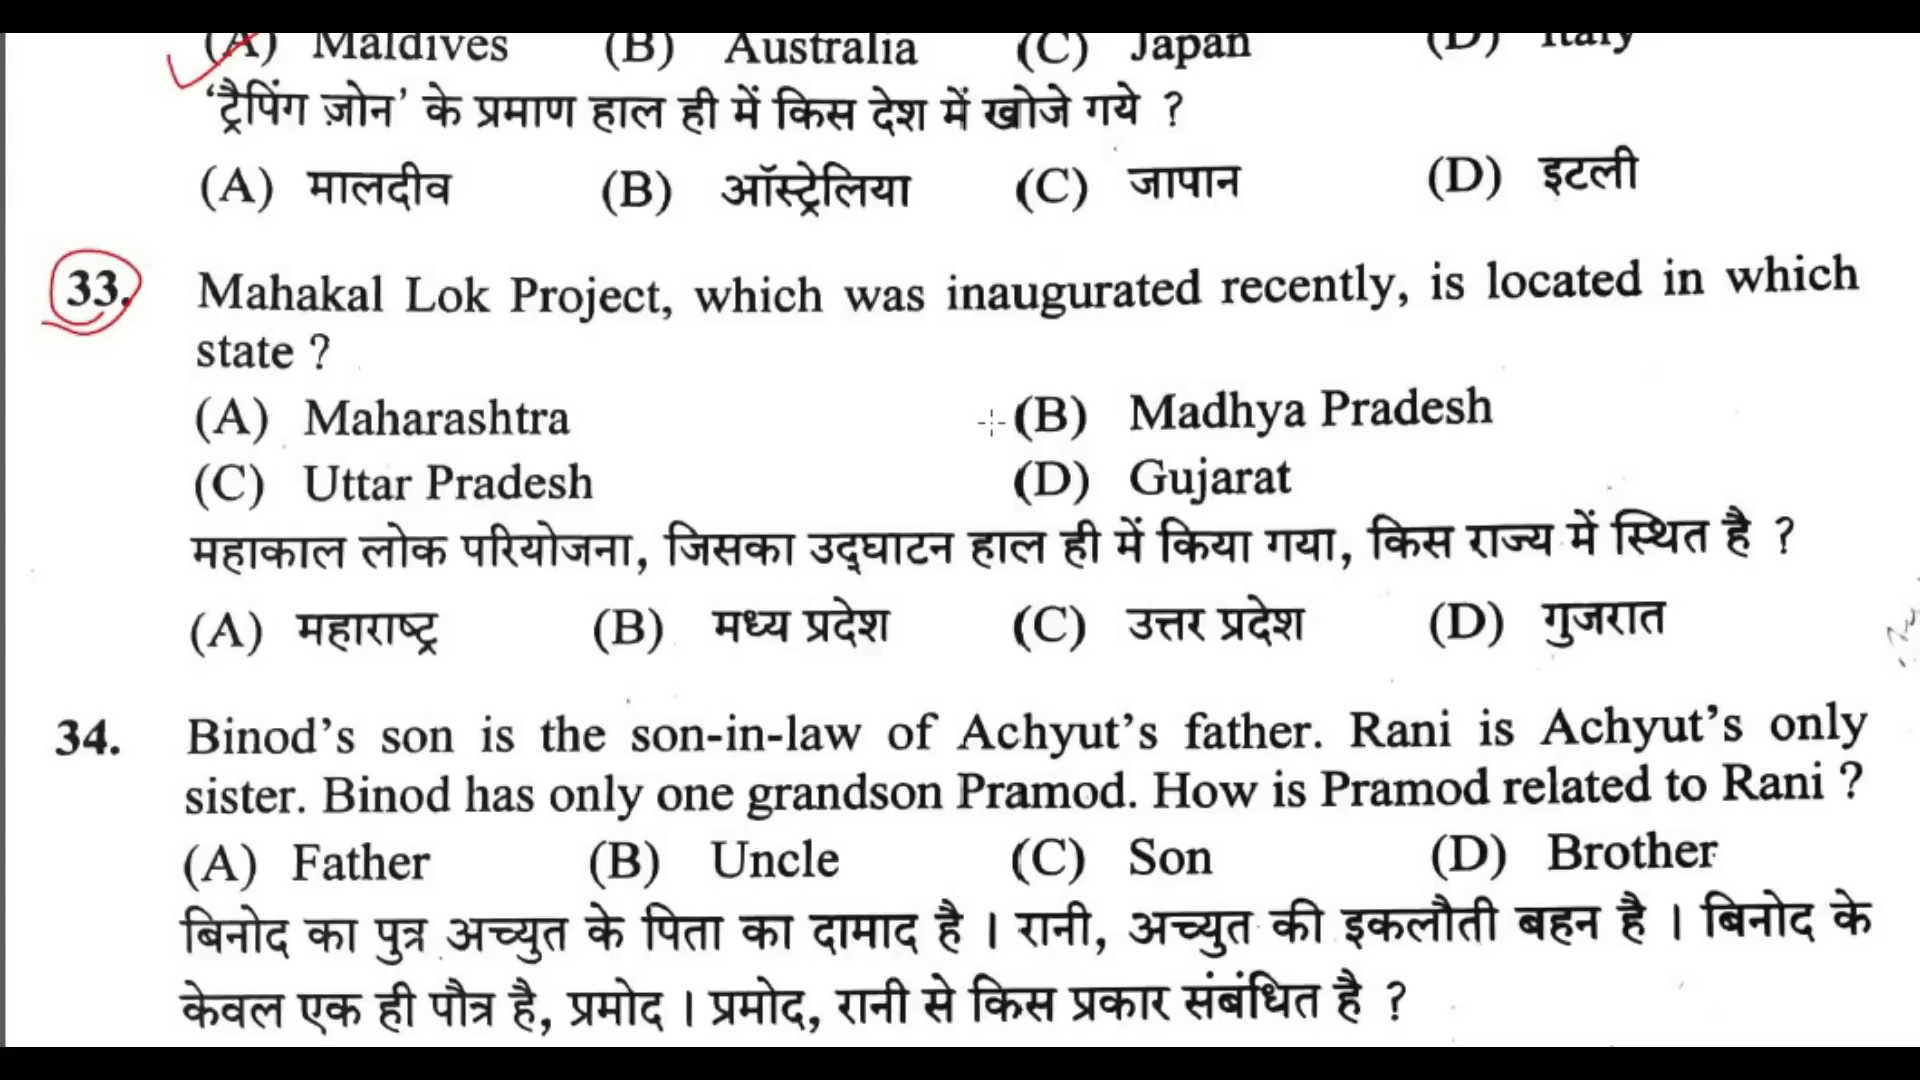 (A) Maldives (B) Australia (C) Japan (D) Italy
‘ट्रैपिंग ज़ोन’ के प्रमाण हाल ही में किस देश में खोजे गये ?
(A) मालदीव (B) ऑस्ट्रेलिया (C) जापान (D) इटली
33. Mahakal Lok Project, which was inaugurated recently, is located in which
state ?
(A) Maharashtra (B) Madhya Pradesh
(C) Uttar Pradesh (D) Gujarat
महाकाल लोक परियोजना, जिसका उद्‌घाटन हाल ही में किया गया, किस राज्य में स्थित है ?
(A) महाराष्ट्र (B) मध्य प्रदेश (C) उत्तर प्रदेश (D) गुजरात
34. Binod’s son is the son-in-law of Achyut’s father. Rani is Achyut’s only
sister. Binod has only one grandson Pramod. How is Pramod related to Rani ?
(A) Father (B) Uncle (C) Son (D) Brother
बिनोद का पुत्र अच्युत के पिता का दामाद है । रानी, अच्युत की इकलौती बहन है । बिनोद के
केवल एक ही पौत्र है, प्रमोद । प्रमोद, रानी से किस प्रकार संबंधित है ?